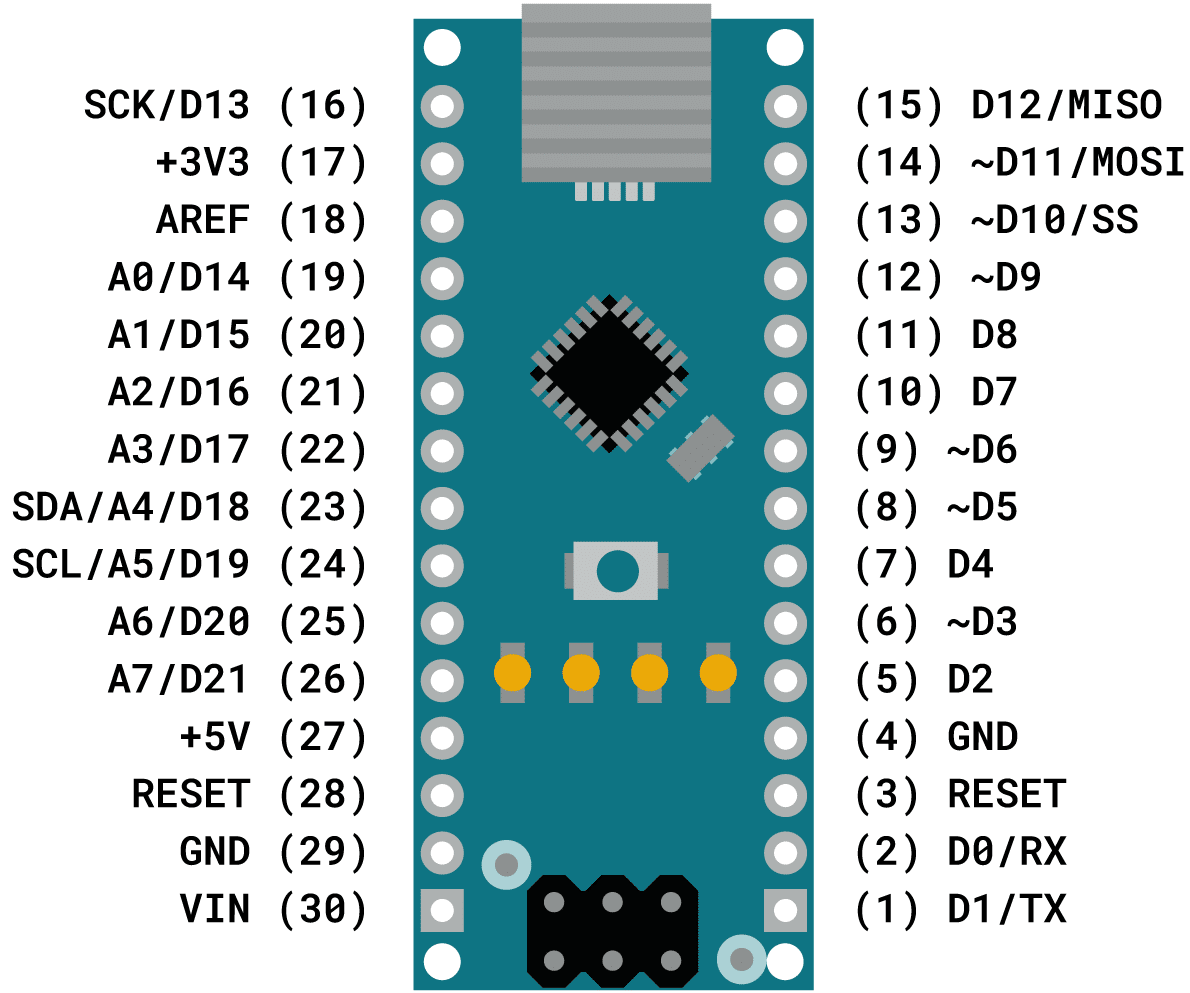 SCK/D13 (16) (15) D12/MISO
+3V3 (17) (14) ~D11/MOSI
AREF (18) (13) ~D10/SS
A0/D14 (19) (12) ~D9
A1/D15 (20) (11) D8
A2/D16 (21) (10) D7
A3/D17 (22) (9) ~D6
SDA/A4/D18 (23) (8) ~D5
SCL/A5/D19 (24) (7) D4
A6/D20 (25) (6) ~D3
A7/D21 (26) (5) D2
+5V (27) (4) GND
RESET (28) (3) RESET
GND (29) (2) D0/RX
VIN (30) (1) D1/TX